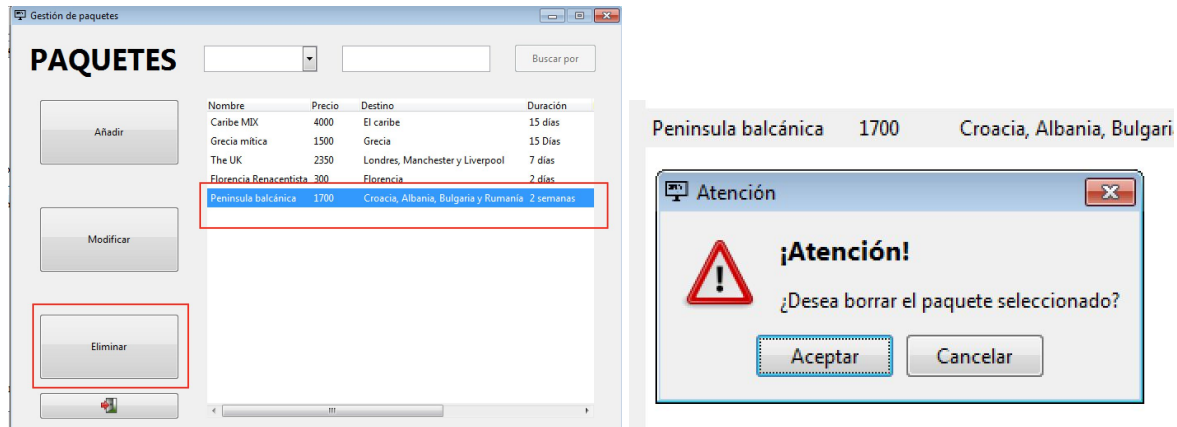 Gestión de paquetes
PAQUETES
Buscar por
Añadir
Modificar
Eliminar
Nombre Precio Destino Duración
Caribe MIX 4000 El caribe 15 días
Grecia mítica 1500 Grecia 15 Días
The UK 2350 Londres, Manchester y Liverpool 7 días
Florencia Renacentista 300 Florencia 2 días
Peninsula balcánica 1700 Croacia, Albania, Bulgaria y Rumanía 2 semanas
Peninsula balcánica 1700 Croacia, Albania, Bulgari
Atención
¡Atención!
¿Desea borrar el paquete seleccionado?
Aceptar Cancelar